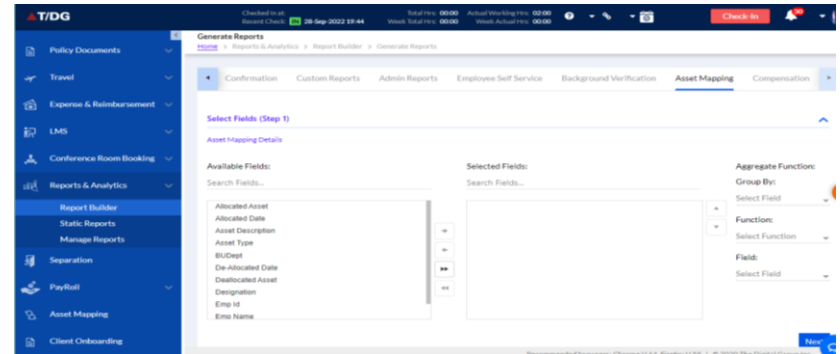 AT/DG
Checked In at:
Recent Check: IN 28-Sep-2022 19:44
Total Hrs: 00:00
Week Total Hrs: 00:00
Actual Working Hrs: 02:00
Week Actual Hrs: 00:00
Check-In
Policy Documents
Travel
Expense & Reimbursement
LMS
Conference Room Booking
Reports & Analytics
Report Builder
Static Reports
Manage Reports
Separation
PayRoll
Asset Mapping
Client Onboarding
Generate Reports
Home > Reports & Analytics > Report Builder > Generate Reports
Confirmation Custom Reports Admin Reports Employee Self Service Background Verification Asset Mapping Compensation
Select Fields (Step 1)
Asset Mapping Details
Available Fields:
Search Fields...
Allocated Asset
Allocated Date
Asset Description
Asset Type
BUDept
De-Allocated Date
Deallocated Asset
Designation
Emp Id
Emp Name
Selected Fields:
Search Fields...
Aggregate Function:
Group By:
Select Field
Function:
Select Function
Field:
Select Field